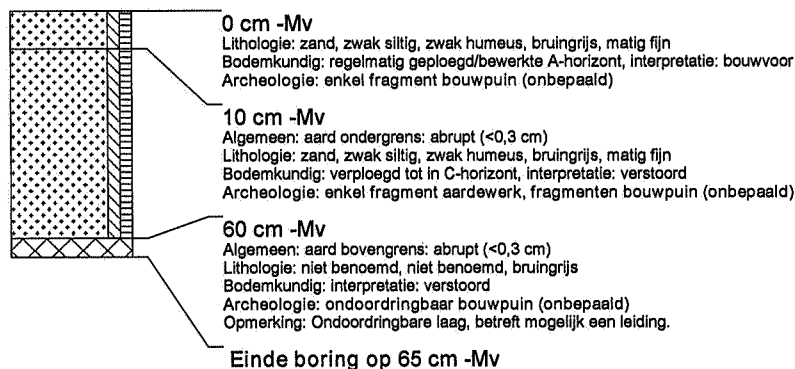 0 cm -Mv
Lithologie: zand, zwak siltig, zwak humeus, bruingrijs, matig fijn
Bodemkundig: regelmatig geploegd/bewerkte A-horizont, interpretatie: bouwvoor
Archeologie: enkel fragment bouwpuin (onbepaald)
10 cm -Mv
Algemeen: aard ondergrens: abrupt (<0,3 cm)
Lithologie: zand, zwak siltig, zwak humeus, bruingrijs, matig fijn
Bodemkundig: verploegd tot in C-horizont, interpretatie: verstoord
Archeologie: enkel fragment aardewerk, fragmenten bouwpuin (onbepaald)
60 cm -Mv
Algemeen: aard bovengrens: abrupt (<0,3 cm)
Lithologie: niet benoemd, niet benoemd, bruingrijs
Bodemkundig: interpretatie: verstoord
Archeologie: ondoordringbaar bouwpuin (onbepaald)
Opmerking: Ondoordringbare laag, betreft mogelijk een leiding.
Einde boring op 65 cm -Mv